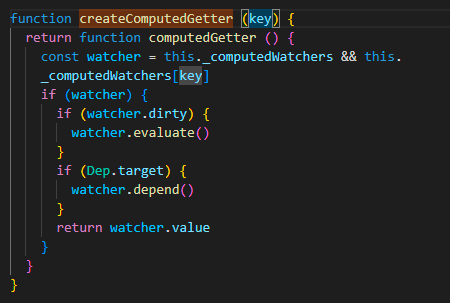 function createComputedGetter (key) {
  return function computedGetter () {
    const watcher = this._computedWatchers && this.
    _computedWatchers[key]
    if (watcher) {
      if (watcher.dirty) {
        watcher.evaluate()
      }
      if (Dep.target) {
        watcher.depend()
      }
      return watcher.value
    }
  }
}